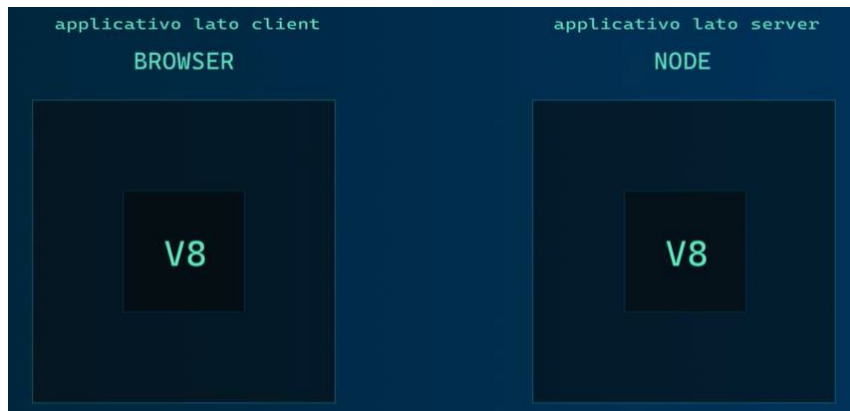 applicativo lato client
BROWSER
V8
applicativo lato server
NODE
V8